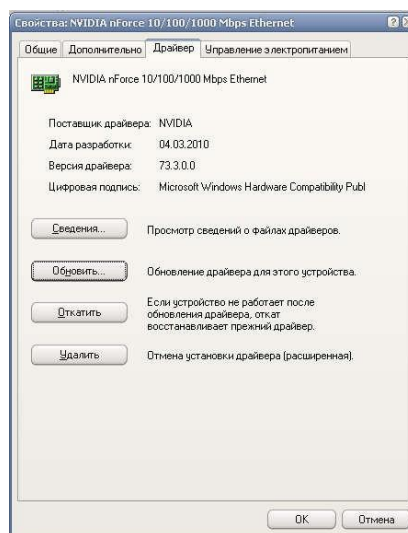 Свойства: NVIDIA nForce 10/100/1000 Mbps Ethernet
Общие Дополнительно Драйвер Управление электропитанием
NVIDIA nForce 10/100/1000 Mbps Ethernet
Поставщик драйвера: NVIDIA
Дата разработки: 04.03.2010
Версия драйвера: 73.3.0.0
Цифровая подпись: Microsoft Windows Hardware Compatibility Publ
Сведения... Просмотр сведений о файлах драйверов.
Обновить... Обновление драйвера для этого устройства.
Откатить Если устройство не работает после
обновления драйвера, откат
восстанавливает прежний драйвер.
Удалить Отмена установки драйвера (расширенная).
OK Отмена